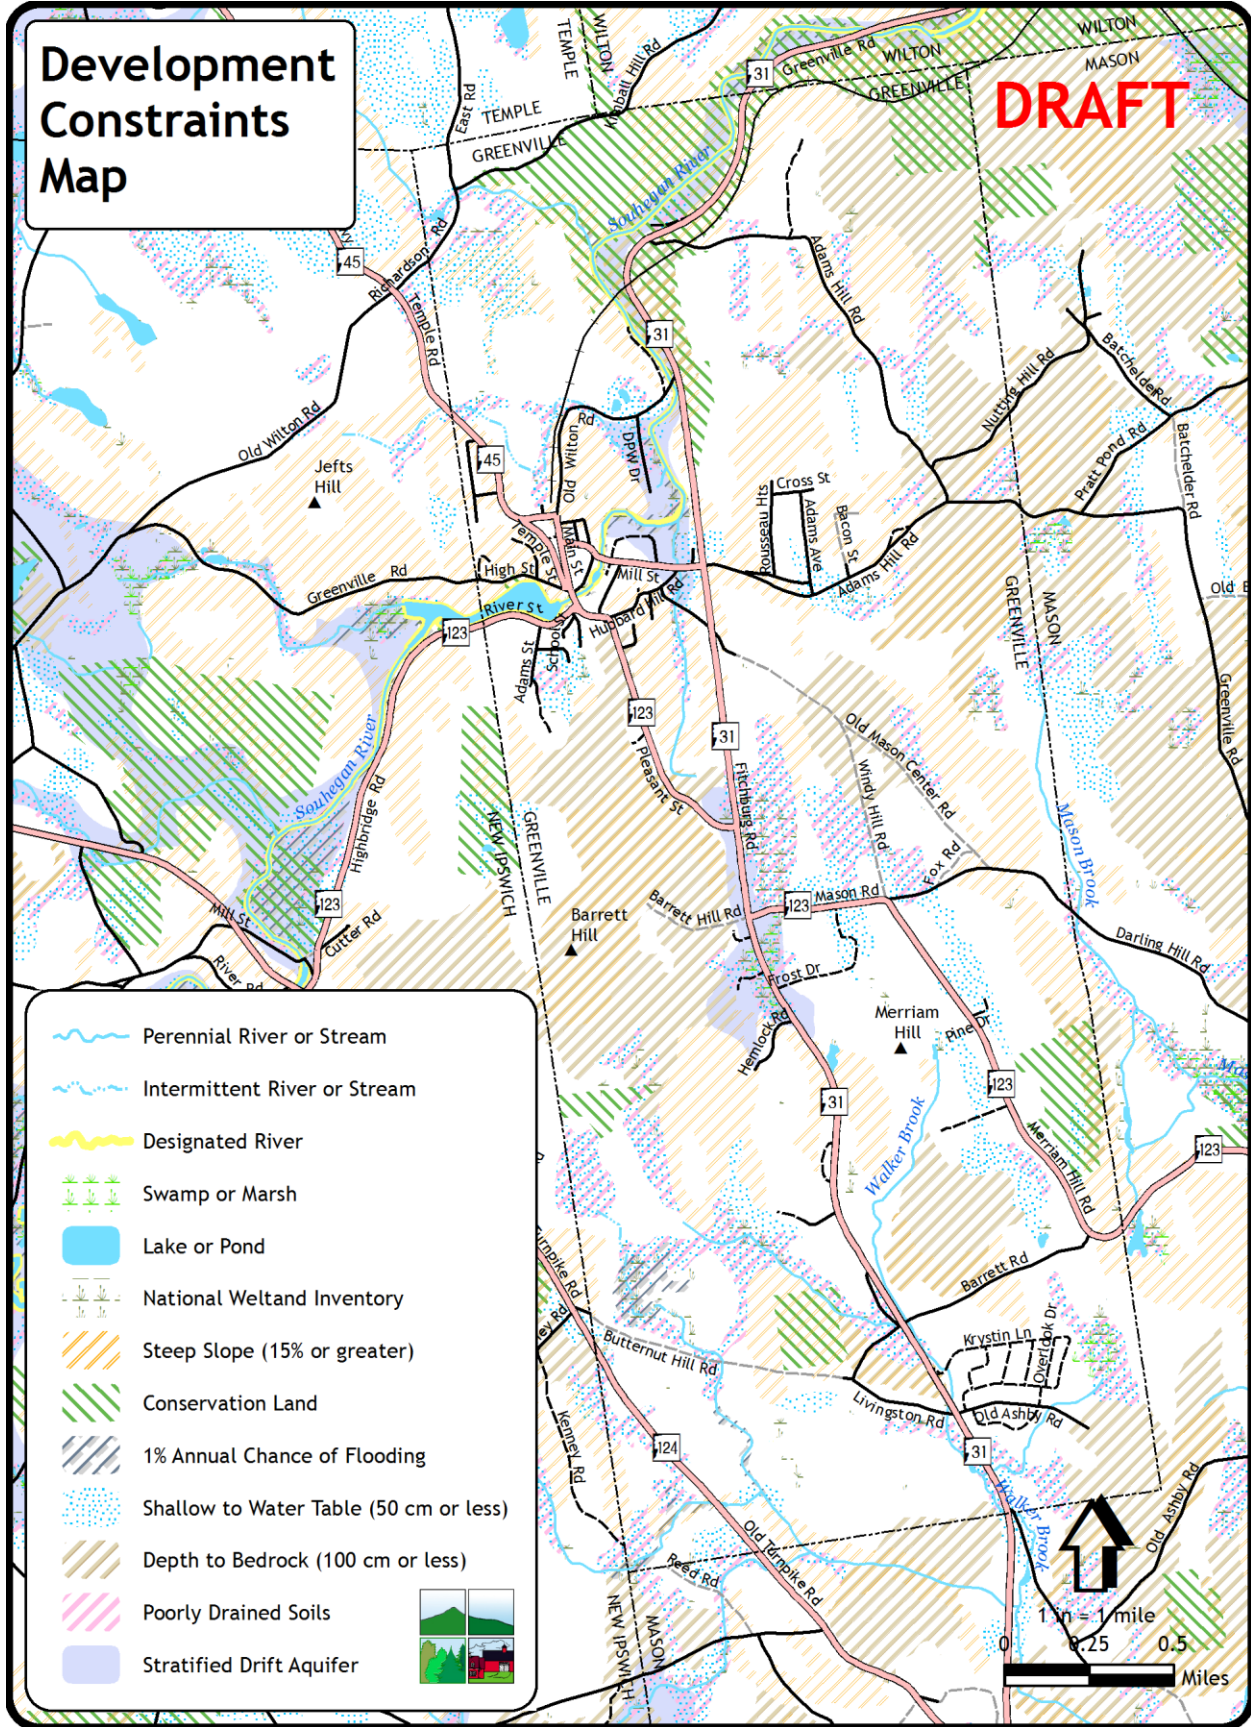 Development
Constraints
Map
DRAFT
TEMPLE
WILTON
Kimball Hill Rd
East Rd
TEMPLE
GREENVILLE
31
Greenville Rd
WILTON
WILTON
GREENVILLE
MASON
Souhegan River
45
Richardson Rd
Temple Rd
Adams Hill Rd
31
Nutting Hill Rd
Batchelder Rd
Old Wilton Rd
Jefts
Hill
45
Old Wilton
Rd
DPW Dr
Pratt Pond Rd
Batchelder Rd
Rousseau Hts
Cross St
Adams Ave
Bacon St
Adams Hill Rd
Temple St
Main St
High St
Mill St
Greenville Rd
River St
Hubbard Hill Rd
123
School St
Adams St
GREENVILLE
MASON
Greenville Rd
Souhegan River
123
31
Pleasant St
Fitchburg Rd
Old Mason Center Rd
Windy Hill Rd
Highbridge Rd
NEW IPSWICH
GREENVILLE
Mason Brook
Fox Rd
123
Mill St
Cutter Rd
Barrett
Hill
Barrett Hill Rd
123
Mason Rd
Darling Hill Rd
River Rd
Frost Dr
Merriam
Hill
Hemlock Rd
Pine Dr
31
123
Walker Brook
Merriam Hill Rd
123
Turnpike Rd
Barrett Rd
Butternut Hill Rd
Krystin Ln
Overlook Dr
Livingston Rd
Old Ashby Rd
Kenney Rd
124
31
Walker Brook
Old Ashby Rd
Old Turnpike Rd
Reed Rd
NEW IPSWICH
MASON
Perennial River or Stream
Intermittent River or Stream
Designated River
Swamp or Marsh
Lake or Pond
National Weltand Inventory
Steep Slope (15% or greater)
Conservation Land
1% Annual Chance of Flooding
Shallow to Water Table (50 cm or less)
Depth to Bedrock (100 cm or less)
Poorly Drained Soils
Stratified Drift Aquifer
1 in = 1 mile
0 0.25 0.5
Miles